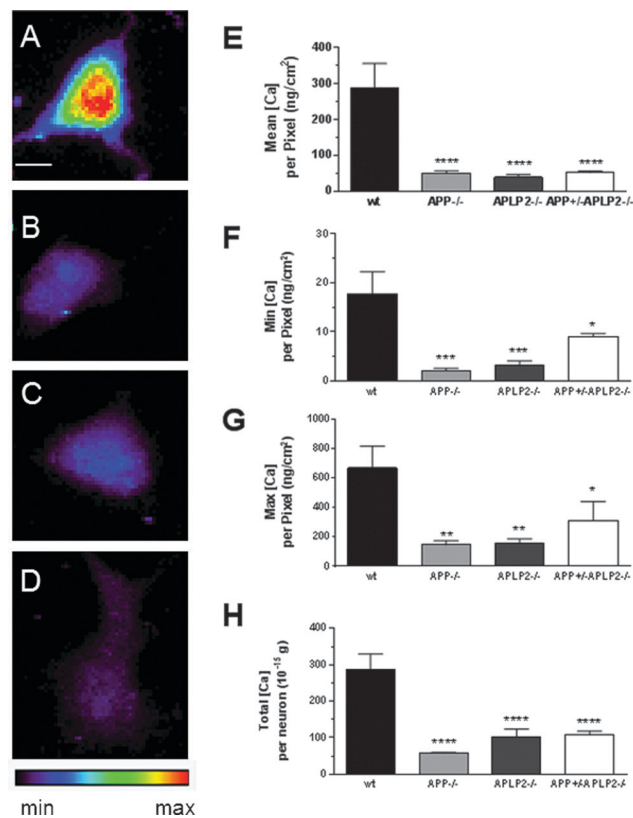 A
B
C
D
min max
E
Mean [Ca]
per Pixel (ng/cm²)
400
300
200
100
0
****
****
****
wt APP-/- APLP2-/- APP+/-APLP2-/-
F
Min [Ca]
per Pixel (ng/cm²)
30
20
10
0
***
***
*
wt APP-/- APLP2-/- APP+/-APLP2-/-
G
Max [Ca]
per Pixel (ng/cm²)
1000
800
600
400
200
0
**
**
*
wt APP-/- APLP2-/- APP+/-APLP2-/-
H
Total [Ca]
per neuron (10⁻¹⁵ g)
400
300
200
100
0
****
****
****
wt APP-/- APLP2-/- APP+/-APLP2-/-